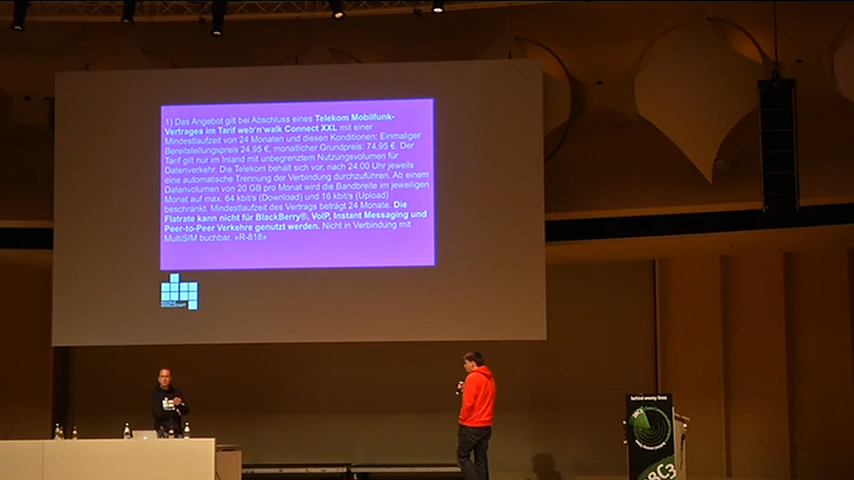 1) Das Angebot gilt bei Abschluss eines Telekom Mobilfunk-
Vertrages im Tarif web'n'walk Connect XXL mit einer
Mindestlaufzeit von 24 Monaten und diesen Konditionen: Einmaliger
Bereitstellungspreis 24,95 €, monatlicher Grundpreis: 74,95 €. Der
Tarif gilt nur im Inland mit unbegrenztem Nutzungsvolumen für
Datenverkehr. Die Telekom behält sich vor, nach 24:00 Uhr jeweils
eine automatische Trennung der Verbindung durchzuführen. Ab einem
Datenvolumen von 20 GB pro Monat wird die Bandbreite im jeweiligen
Monat auf max. 64 kbit/s (Download) und 16 kbit/s (Upload)
beschränkt. Mindestlaufzeit des Vertrags beträgt 24 Monate. Die
Flatrate kann nicht für BlackBerry®, VoIP, Instant Messaging und
Peer-to-Peer Verkehre genutzt werden. Nicht in Verbindung mit
MultiSIM buchbar. »R-818»
behind enemy lines